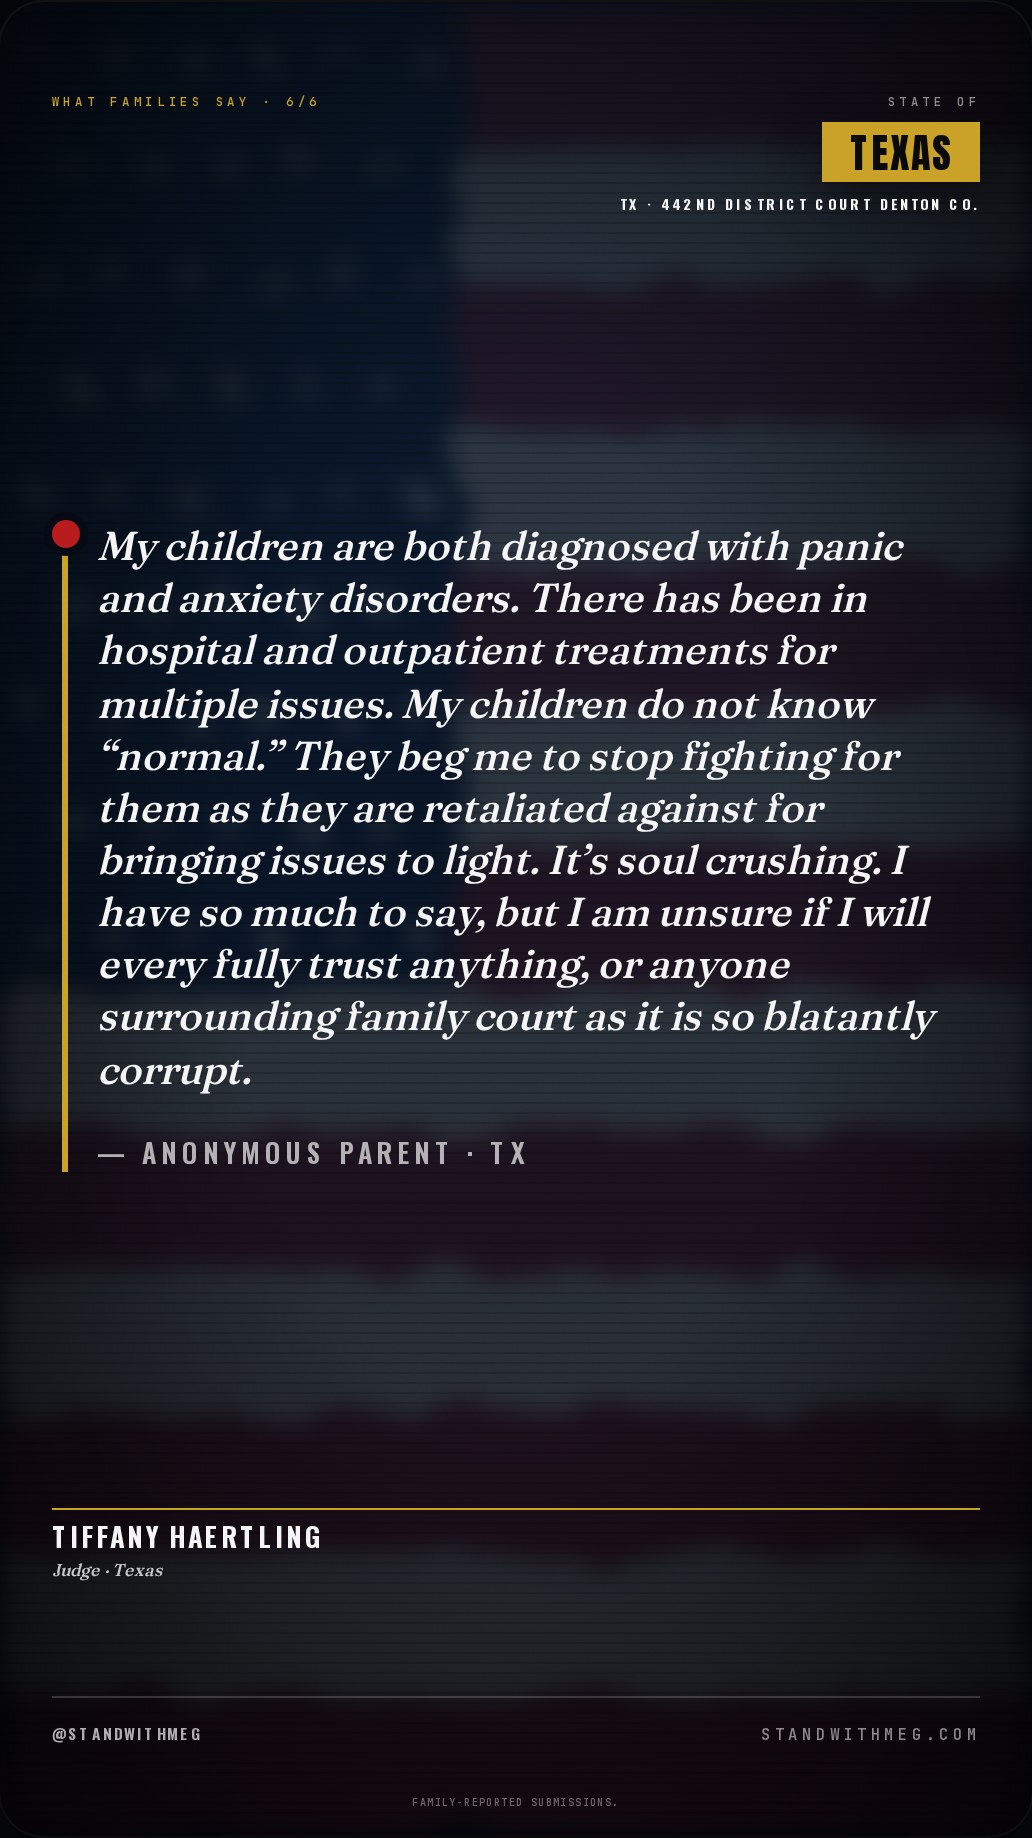 WHAT FAMILIES SAY · 6/6
STATE OF
TEXAS
TX · 442ND DISTRICT COURT DENTON CO.
My children are both diagnosed with panic
and anxiety disorders. There has been in
hospital and outpatient treatments for
multiple issues. My children do not know
“normal.” They beg me to stop fighting for
them as they are retaliated against for
bringing issues to light. It’s soul crushing. I
have so much to say, but I am unsure if I will
every fully trust anything, or anyone
surrounding family court as it is so blatantly
corrupt.
— ANONYMOUS PARENT · TX
TIFFANY HAERTLING
Judge · Texas
@STANDWITHMEG
STANDWITHMEG.COM
FAMILY-REPORTED SUBMISSIONS.